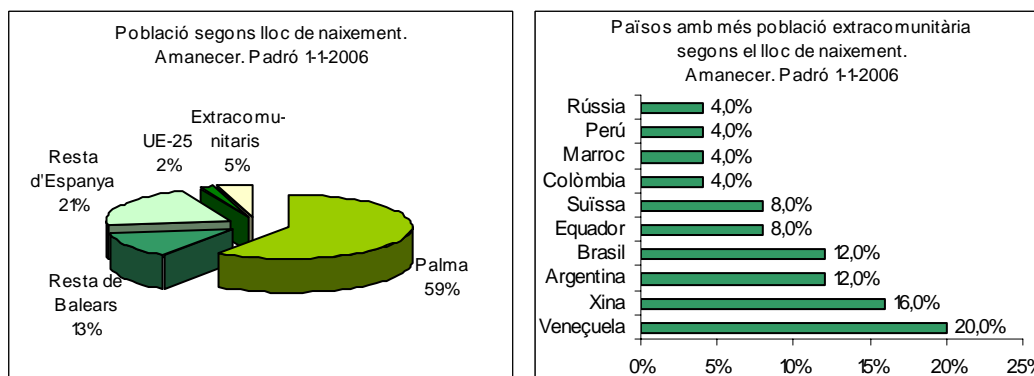 Població segons lloc de naixement.
Amanecer. Padró 1-1-2006
Extracomu-
nitaris
5%
UE-25
2%
Resta
d'Espanya
21%
Resta de
Balears
13%
Palma
59%
Països amb més població extracomunitària
segons el lloc de naixement.
Amanecer. Padró 1-1-2006
Rússia 4,0%
Perú 4,0%
Marroc 4,0%
Colòmbia 4,0%
Suïssa 8,0%
Equador 8,0%
Brasil 12,0%
Argentina 12,0%
Xina 16,0%
Veneçuela 20,0%
0% 5% 10% 15% 20% 25%